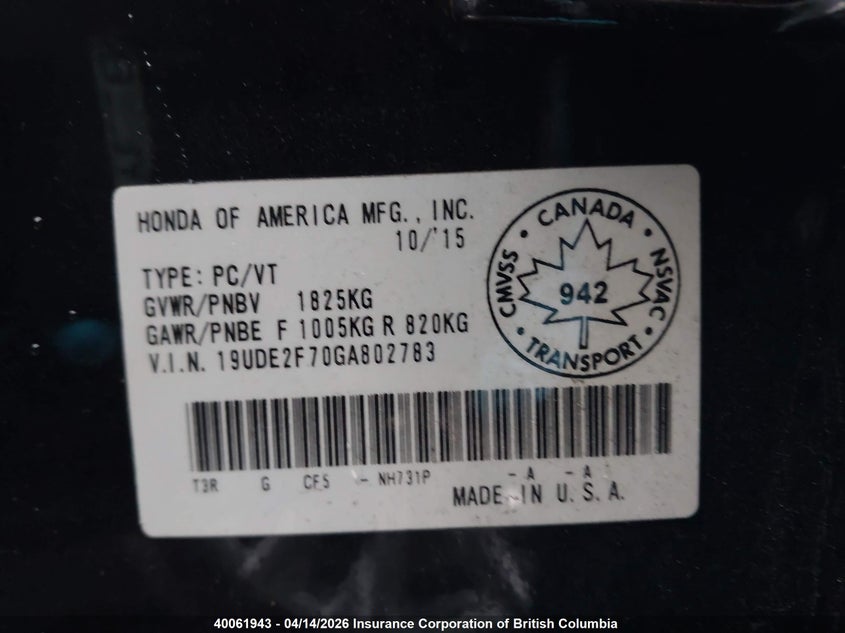 HONDA OF AMERICA MFG., INC.
10/'15
TYPE: PC/VT
GVWR/PNBV 1825KG
GAWR/PNBE F 1005KG R 820KG
V.I.N. 19UDE2F70GA802783
CANADA
CMVSS
NSVAC
942
TRANSPORT
T3R G CF5 - NH731P - A - A
MADE IN U.S.A.
40061943 - 04/14/2026 Insurance Corporation of British Columbia